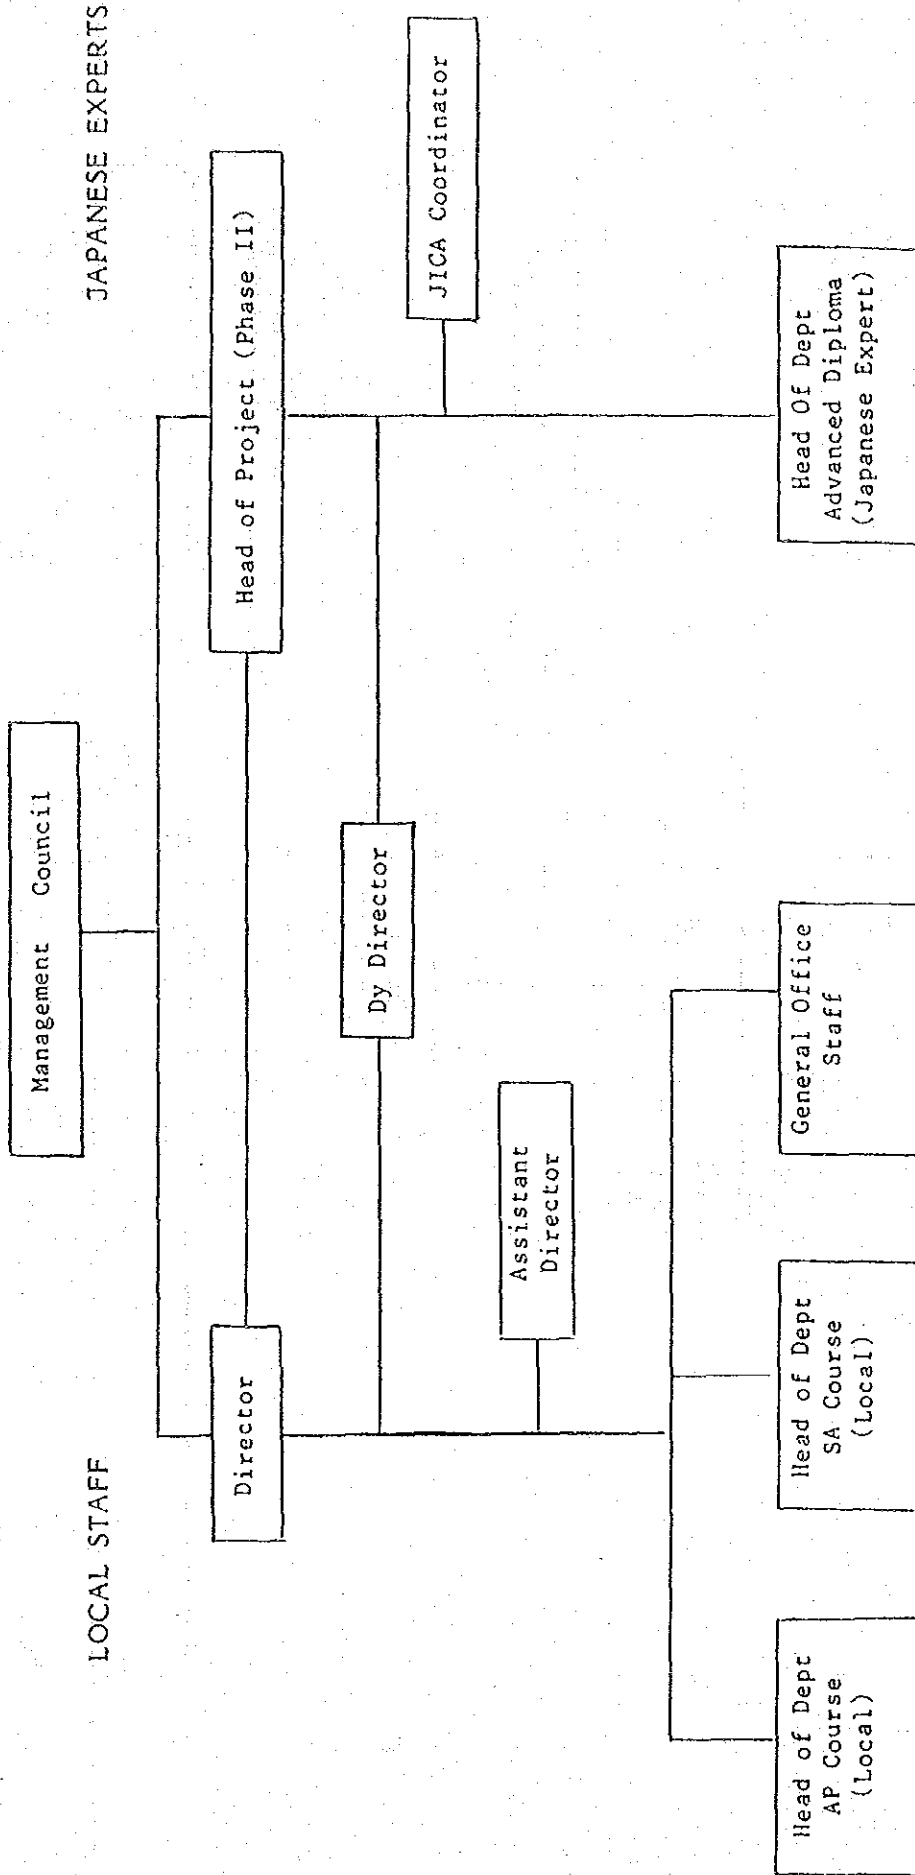 LOCAL STAFF
JAPANESE EXPERTS
Management Council
Director
Head of Project (Phase II)
Dy Director
JICA Coordinator
Assistant
Director
Head of Dept
AP Course
(Local)
Head of Dept
SA Course
(Local)
General Office
Staff
Head Of Dept
Advanced Diploma
(Japanese Expert)